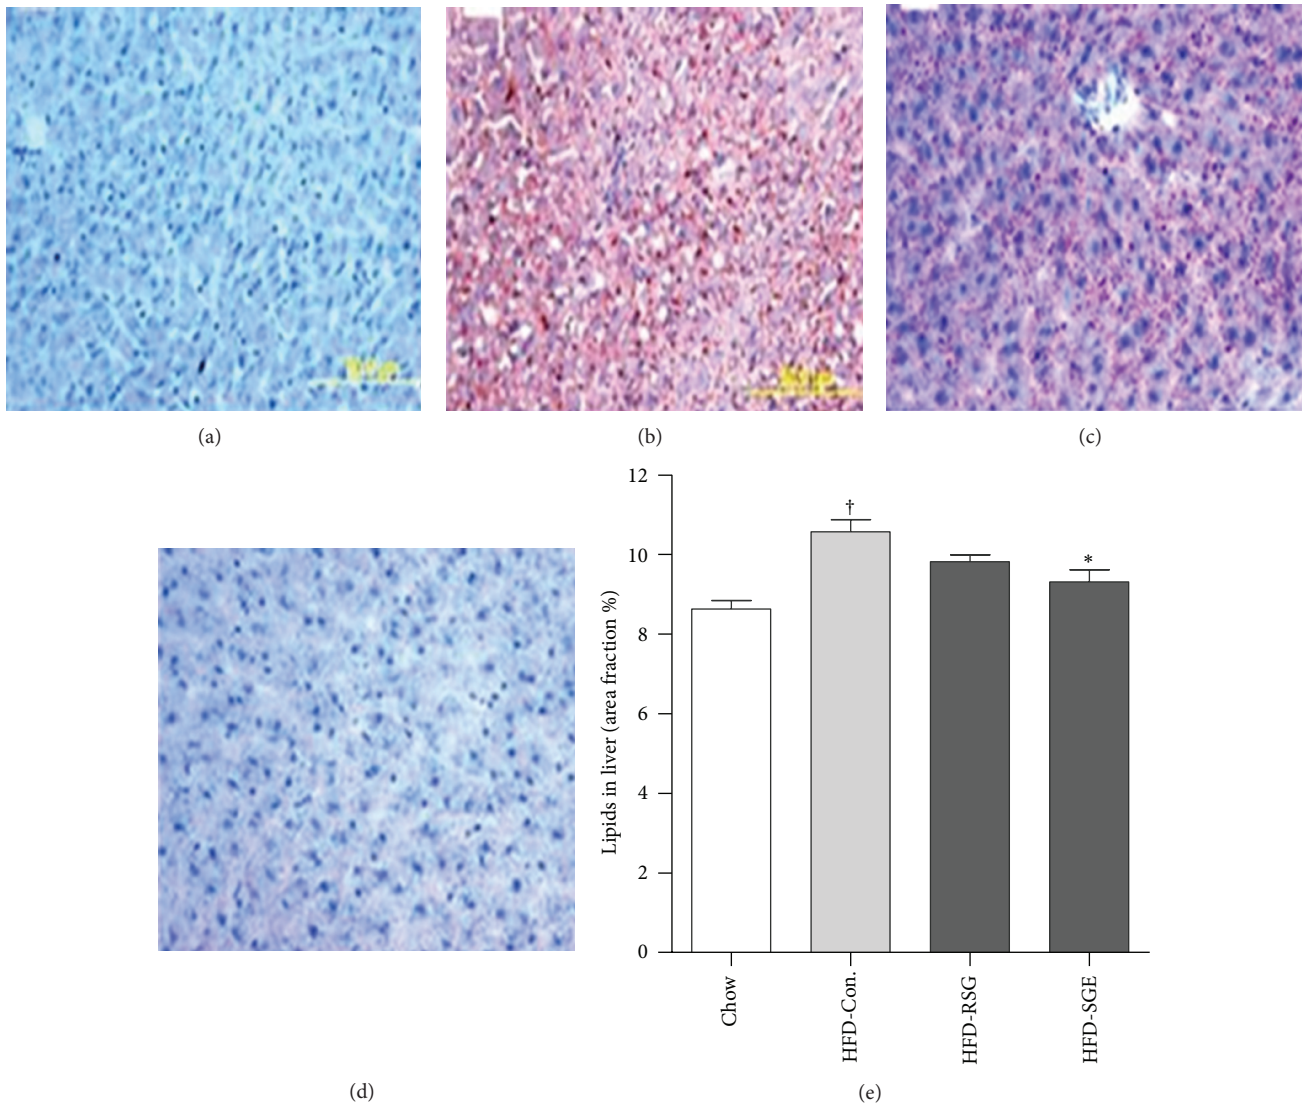 (a)
(b)
(c)
(d)
12
10
8
6
4
2
0
Lipids in liver (area fraction %)
†
*
Chow
HFD-Con.
HFD-RSG
HFD-SGE
(e)